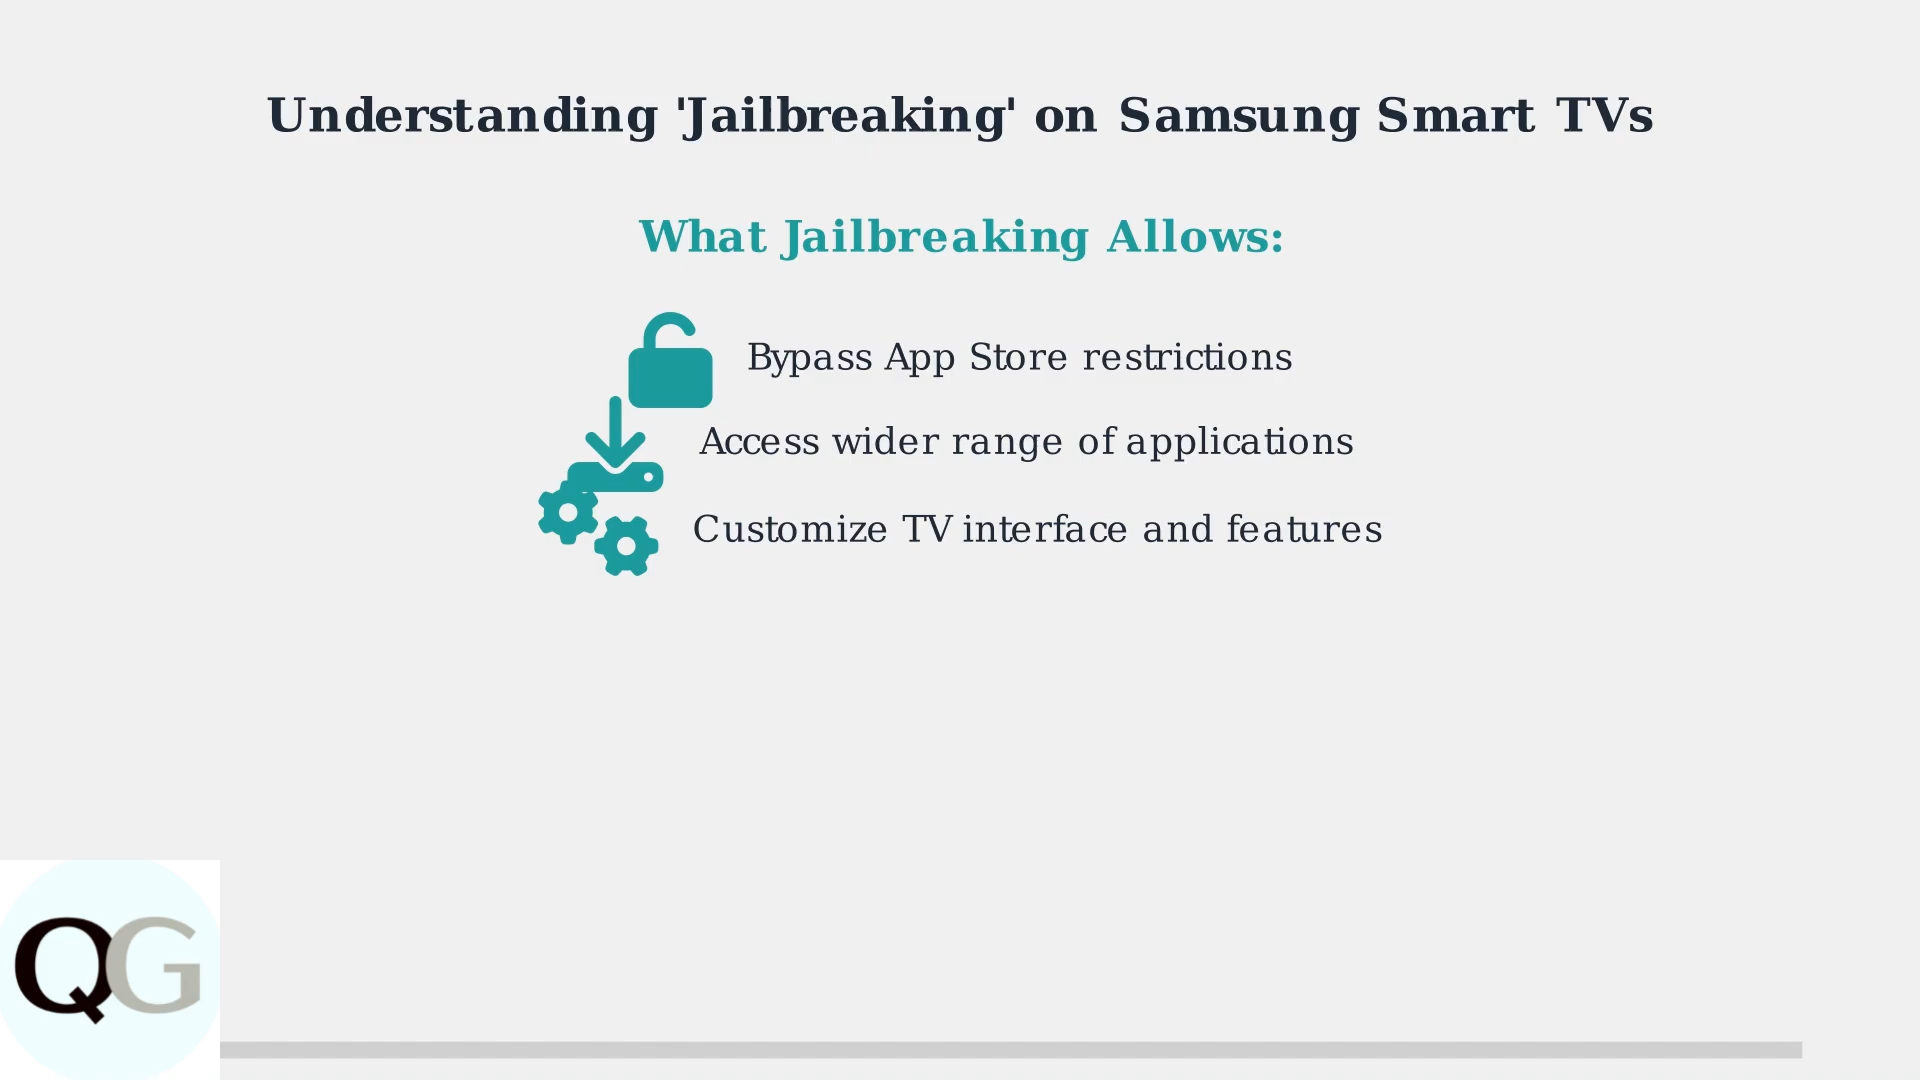 Understanding 'Jailbreaking' on Samsung Smart TVs
What Jailbreaking Allows:
Bypass App Store restrictions
Access wider range of applications
Customize TV interface and features
QG